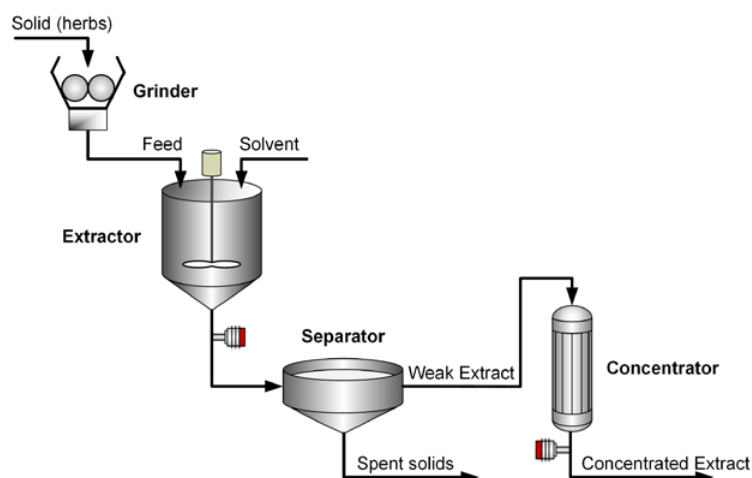 Solid (herbs)
Grinder
Feed
Solvent
Extractor
Separator
Weak Extract
Concentrator
Spent solids
Concentrated Extract